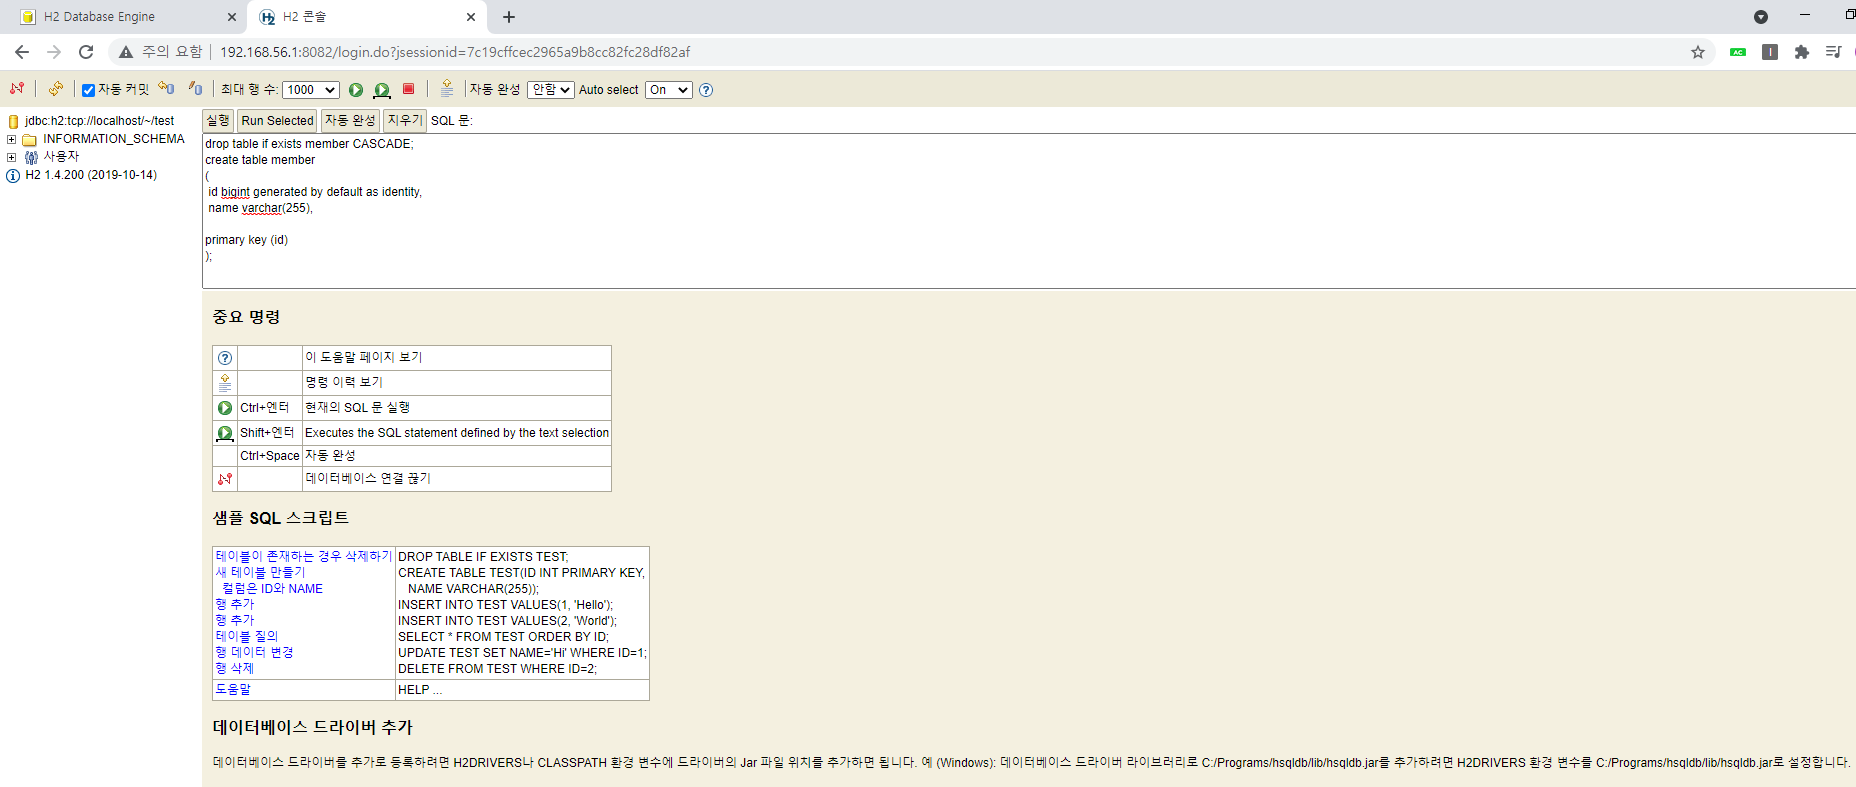 H2 Database Engine
H2 콘솔
주의 요함
192.168.56.1:8082/login.do?jsessionid=7c19cffcec2965a9b8cc82fc28df82af
AC
I
자동 커밋
최대 행 수: 1000
자동 완성 안함 Auto select On
jdbc:h2:tcp://localhost/~/test
INFORMATION_SCHEMA
사용자
H2 1.4.200 (2019-10-14)
실행 Run Selected 자동 완성 지우기 SQL 문:
drop table if exists member CASCADE;
create table member
(
id bigint generated by default as identity,
name varchar(255),
primary key (id)
);
중요 명령
이 도움말 페이지 보기
명령 이력 보기
Ctrl+엔터 현재의 SQL 문 실행
Shift+엔터 Executes the SQL statement defined by the text selection
Ctrl+Space 자동 완성
데이터베이스 연결 끊기
샘플 SQL 스크립트
테이블이 존재하는 경우 삭제하기 DROP TABLE IF EXISTS TEST;
새 테이블 만들기 CREATE TABLE TEST(ID INT PRIMARY KEY,
컬럼은 ID와 NAME NAME VARCHAR(255));
행 추가 INSERT INTO TEST VALUES(1, 'Hello');
행 추가 INSERT INTO TEST VALUES(2, 'World');
테이블 질의 SELECT * FROM TEST ORDER BY ID;
행 데이터 변경 UPDATE TEST SET NAME='Hi' WHERE ID=1;
행 삭제 DELETE FROM TEST WHERE ID=2;
도움말 HELP ...
데이터베이스 드라이버 추가
데이터베이스 드라이버를 추가로 등록하려면 H2DRIVERS나 CLASSPATH 환경 변수에 드라이버의 Jar 파일 위치를 추가하면 됩니다. 예 (Windows): 데이터베이스 드라이버 라이브러리로 C:/Programs/hsqldb/lib/hsqldb.jar를 추가하려면 H2DRIVERS 환경 변수를 C:/Programs/hsqldb/lib/hsqldb.jar로 설정합니다.